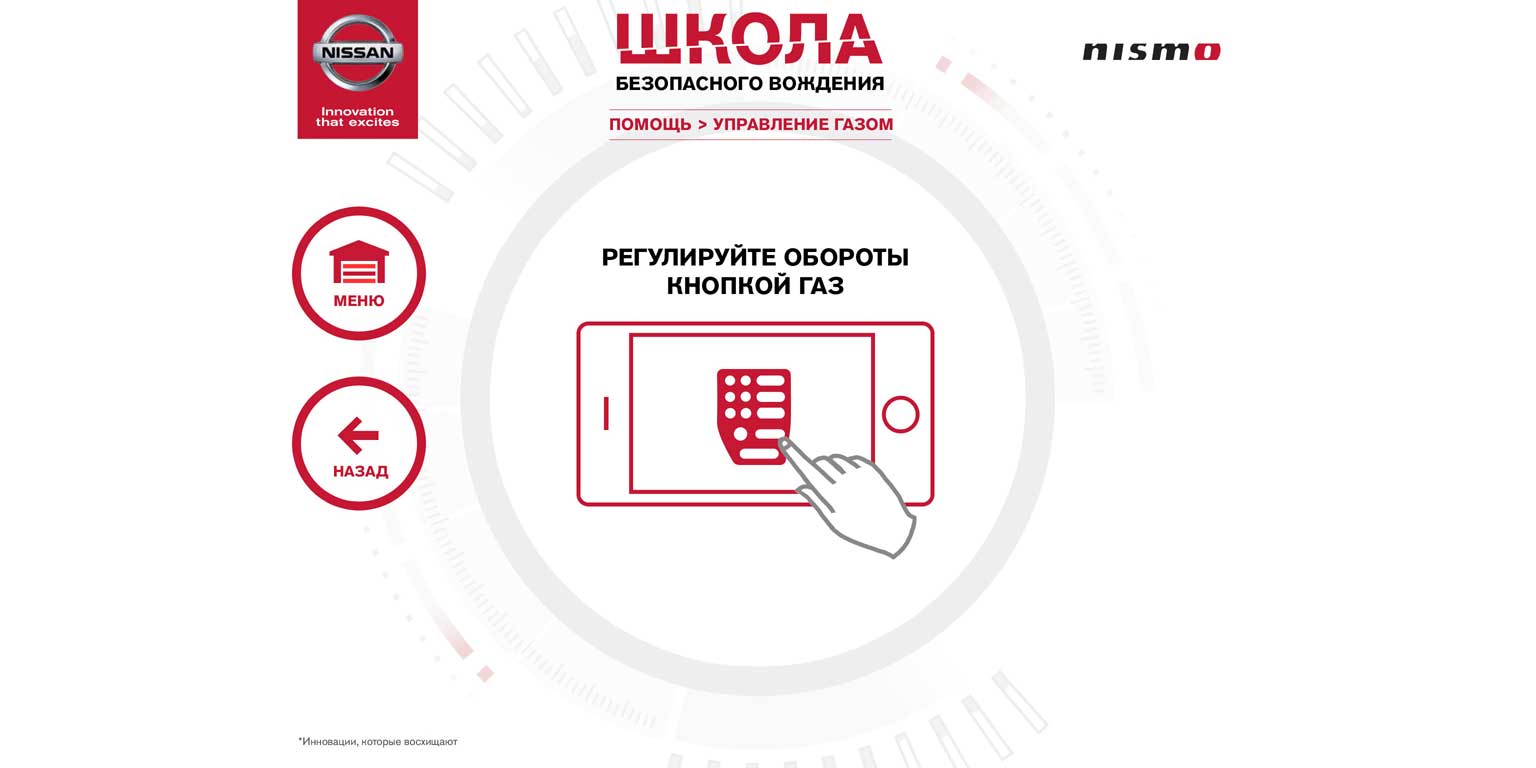 NISSAN
Innovation
that excites
ШКОЛА
БЕЗОПАСНОГО ВОЖДЕНИЯ
ПОМОЩЬ > УПРАВЛЕНИЕ ГАЗОМ
nismo
МЕНЮ
НАЗАД
РЕГУЛИРУЙТЕ ОБОРОТЫ
КНОПКОЙ ГАЗ
*Инновации, которые восхищают